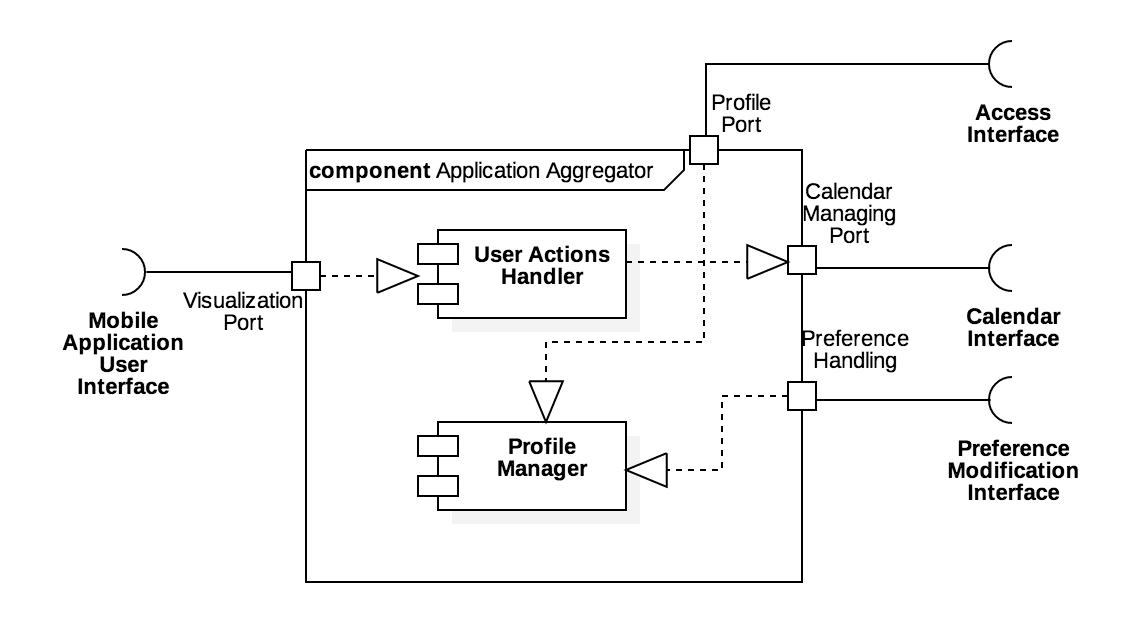 Profile
Port
Access
Interface
component Application Aggregator
Calendar
Managing
Port
User Actions
Handler
Visualization
Port
Mobile
Application
User
Interface
Calendar
Interface
Preference
Handling
Profile
Manager
Preference
Modification
Interface